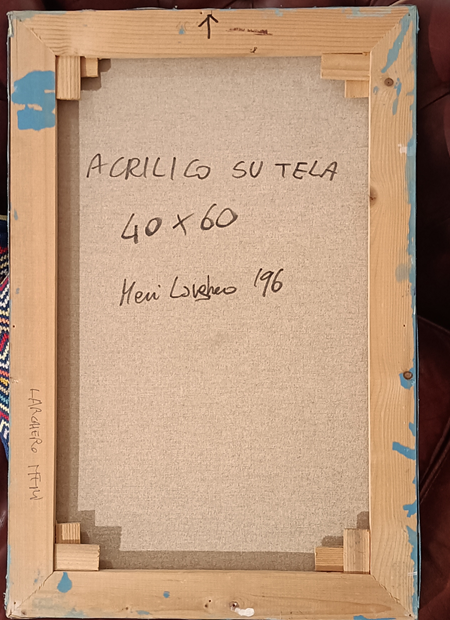 ACRILICO SU TELA
40 x 60
Meri Larghero '96
LARGHERO